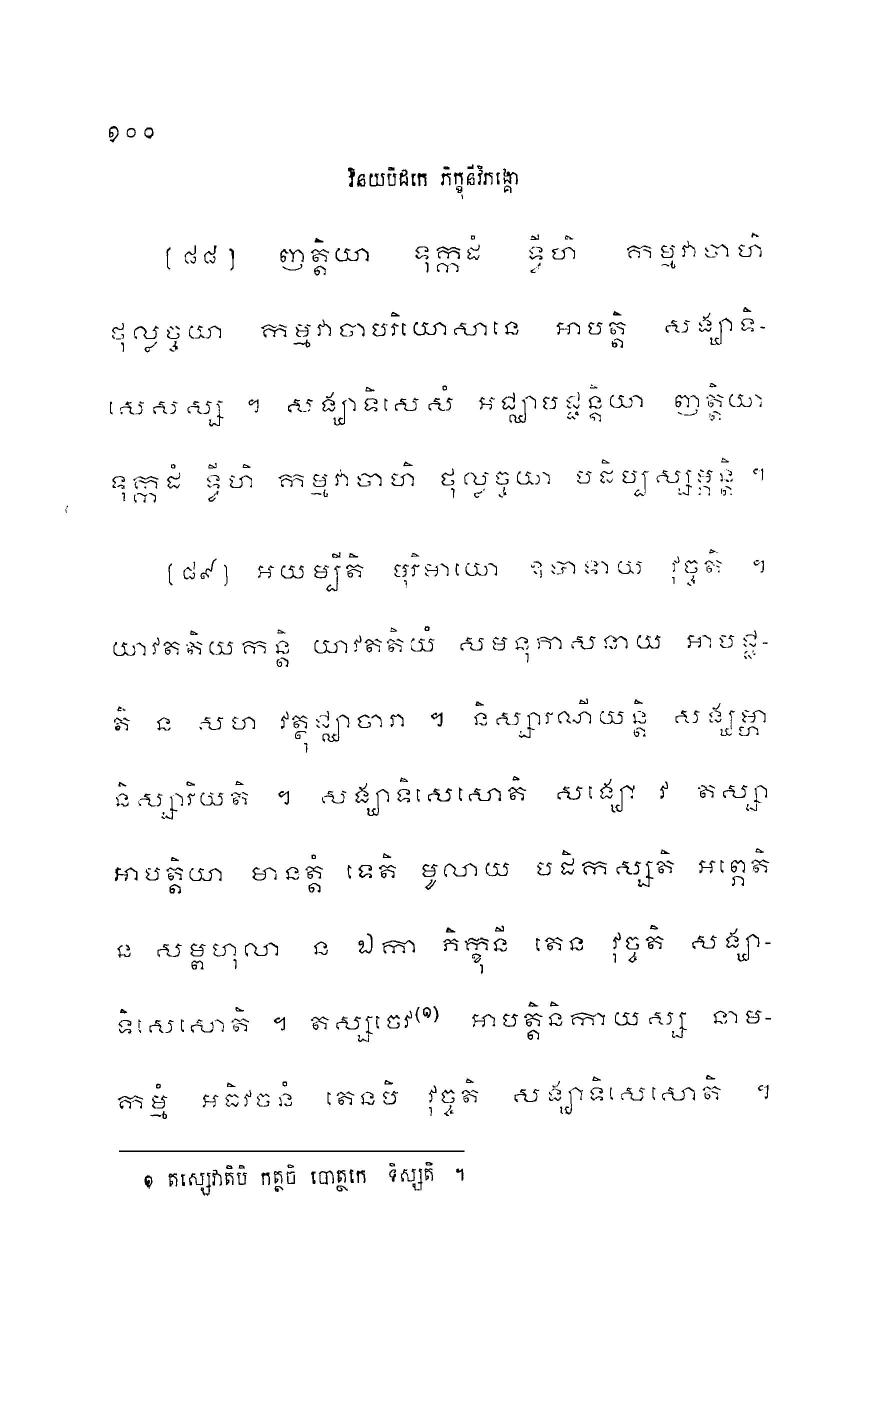 ១០០
វិនយបិដកេ ភិក្ខុនីវិភង្គោ
[៨៨] ញត្តិយា ទុក្កដំ ទ្វីហិ កម្មវាចាហិ
ថុល្លច្ចយា កម្មវាចាបរិយោសានេ អាបត្តិ សង្ឃាទិ-
សេសស្ស ។ សង្ឃាទិសេសំ អជ្ឈាបជ្ជន្តិយា ញត្តិយា
ទុក្កដំ ទ្វីហិ កម្មវាចាហិ ថុល្លច្ចយា បដិប្បស្សម្ភន្តិ ។
[៨៩] អយម្បីតិ បុរិមាយោ ឧបាទាយ វុច្ចតិ ។
យាវតតិយកន្តិ យាវតតិយំ សមនុភាសនាយ អាបជ្ជ-
តិ ន សហ វត្ថុជ្ឈាចារា ។ និស្សារណីយន្តិ សង្ឃម្ហា
និស្សារិយតិ ។ សង្ឃាទិសេសោតិ សង្ឃោ វ តស្សា
អាបត្តិយា មានត្តំ ទេតិ មូលាយ បដិកស្សតិ អព្ភេតិ
ន សម្ពហុលា ន ឯកា ភិក្ខុនី តេន វុច្ចតិ សង្ឃា-
ទិសេសោតិ ។ តស្សចេវ(១) អាបត្តិនិកាយស្ស នាម-
កម្មំ អធិវចនំ តេនបិ វុច្ចតិ សង្ឃាទិសេសោតិ ។
១ តស្សេវាតិបិ កត្ថចិ បោត្ថកេ ទិស្សតិ ។